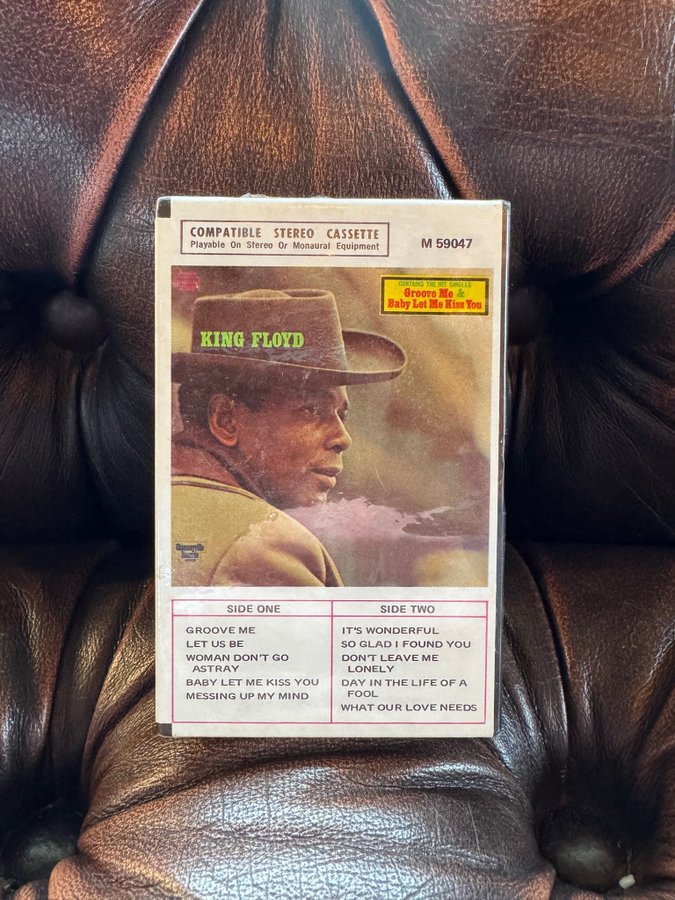 COMPATIBLE STEREO CASSETTE
Playable On Stereo Or Monaural Equipment
M 59047
CONTAINS THE HIT SINGLES
Groove Me &
Baby Let Me Kiss You
KING FLOYD
SIDE ONE
GROOVE ME
LET US BE
WOMAN DON'T GO
ASTRAY
BABY LET ME KISS YOU
MESSING UP MY MIND
SIDE TWO
IT'S WONDERFUL
SO GLAD I FOUND YOU
DON'T LEAVE ME
LONELY
DAY IN THE LIFE OF A
FOOL
WHAT OUR LOVE NEEDS